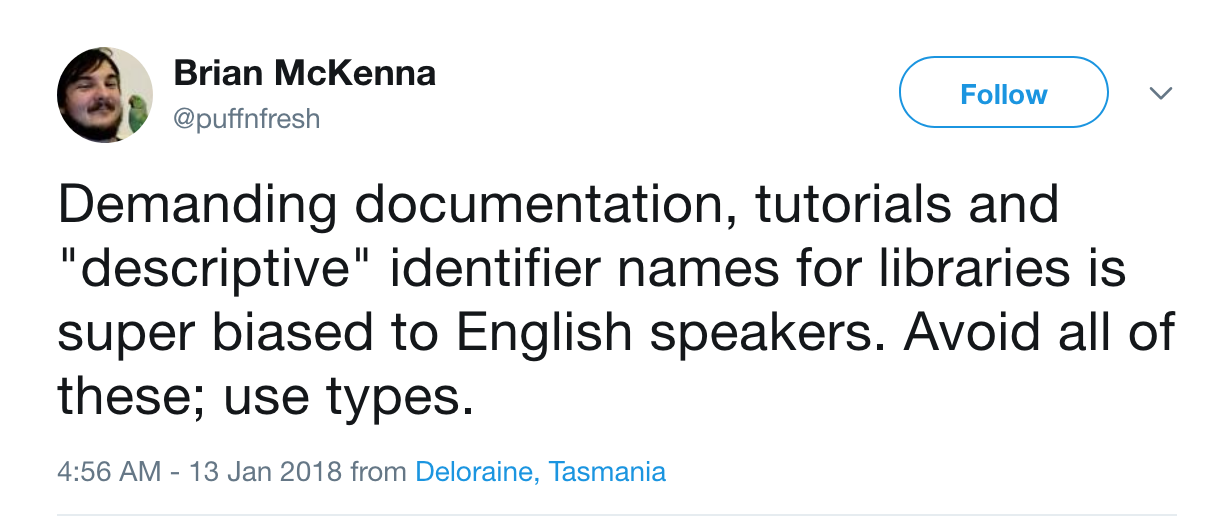 Brian McKenna
@puffnfresh
Follow
Demanding documentation, tutorials and
"descriptive" identifier names for libraries is
super biased to English speakers. Avoid all of
these; use types.
4:56 AM - 13 Jan 2018 from Deloraine, Tasmania